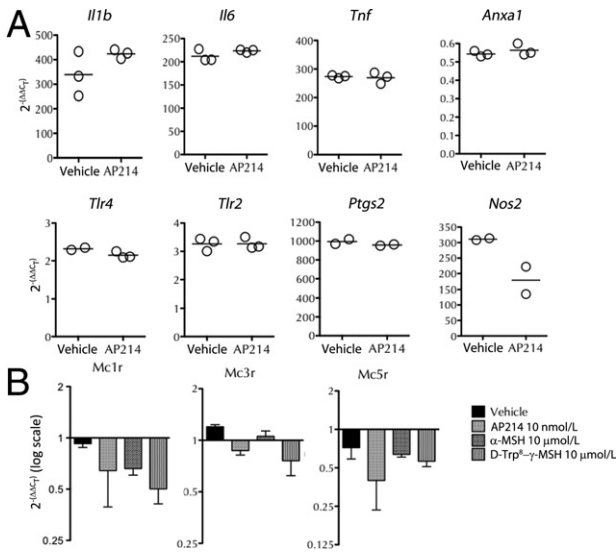 A
Il1b Il6 Tnf Anxa1
2^-(ΔΔCT)
500 400 300 200 100 0
250 200 150 100 50 0
400 300 200 100 0
0.6 0.5 0.4 0.3 0.2 0.1 0.0
Vehicle AP214 Vehicle AP214 Vehicle AP214 Vehicle AP214
Tlr4 Tlr2 Ptgs2 Nos2
2^-(ΔΔCT)
3 2 1 0
4 3 2 1 0
1200 1000 800 600 400 200 0
350 300 250 200 150 100 50 0
Vehicle AP214 Vehicle AP214 Vehicle AP214 Vehicle AP214
B
Mc1r Mc3r Mc5r
2^-(ΔΔCT) (log scale)
2 1 0.5 0.25
2 1 0.5 0.25
2 1 0.5 0.25 0.125
Vehicle
AP214 10 nmol/L
α-MSH 10 μmol/L
D-Trp⁸–γ-MSH 10 μmol/L